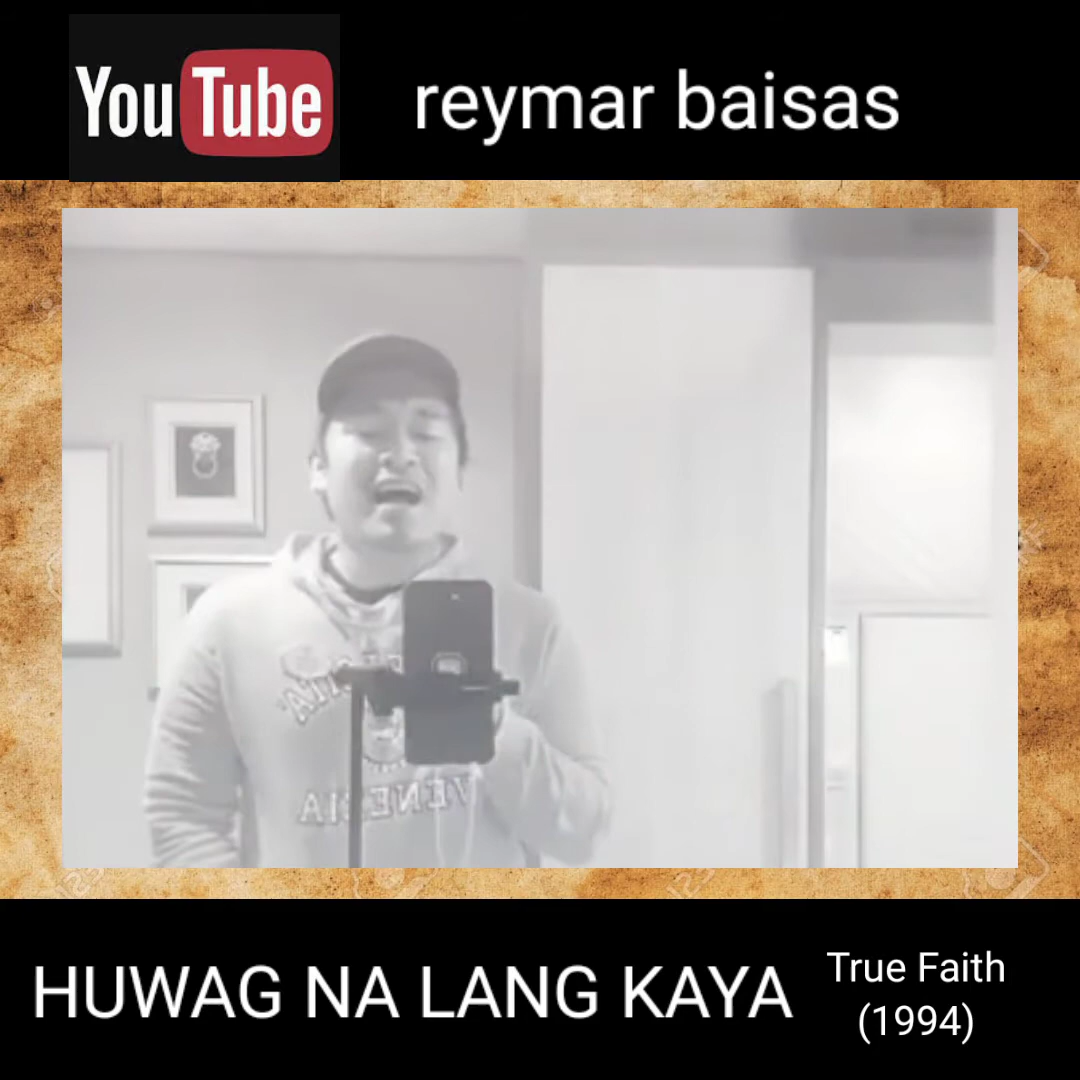 YouTube
reymar baisas
HUWAG NA LANG KAYA
True Faith
(1994)